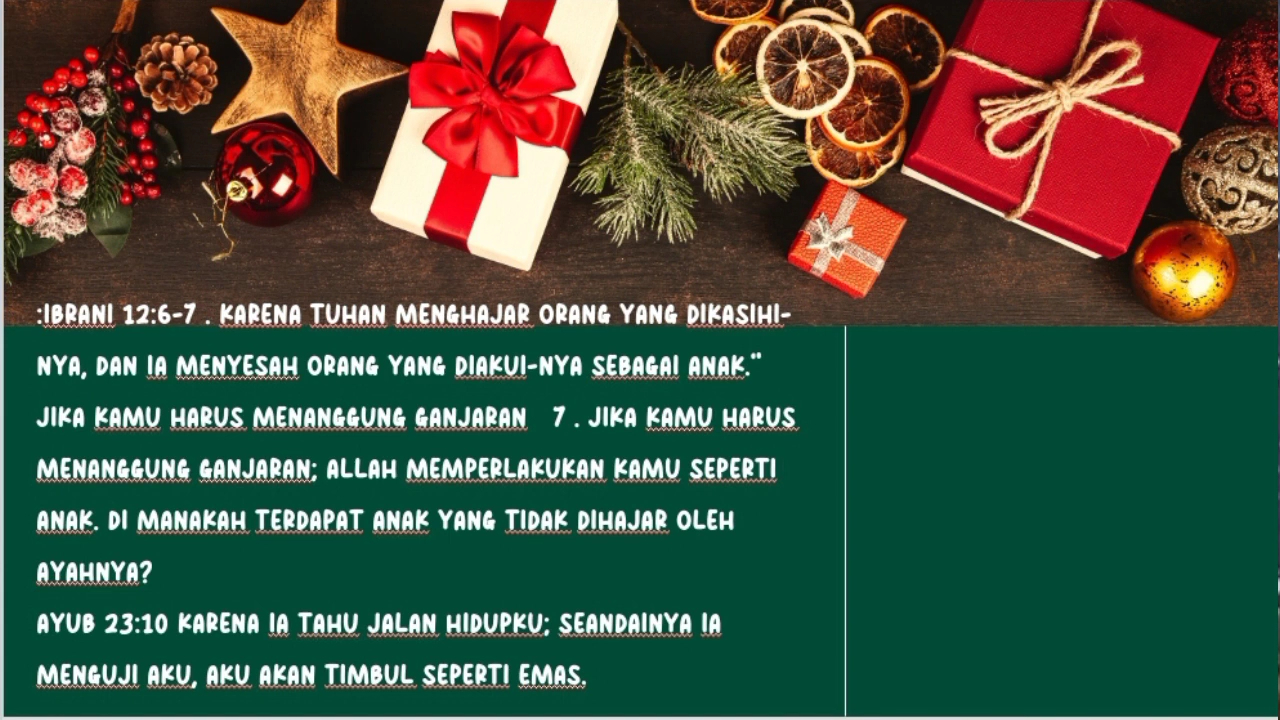 :IBRANI 12:6-7 . KARENA TUHAN MENGHAJAR ORANG YANG DIKASIHI-
NYA, DAN IA MENYESAH ORANG YANG DIAKUI-NYA SEBAGAI ANAK."
JIKA KAMU HARUS MENANGGUNG GANJARAN 7 . JIKA KAMU HARUS
MENANGGUNG GANJARAN; ALLAH MEMPERLAKUKAN KAMU SEPERTI
ANAK. DI MANAKAH TERDAPAT ANAK YANG TIDAK DIHAJAR OLEH
AYAHNYA?
AYUB 23:10 KARENA IA TAHU JALAN HIDUPKU; SEANDAINYA IA
MENGUJI AKU, AKU AKAN TIMBUL SEPERTI EMAS.